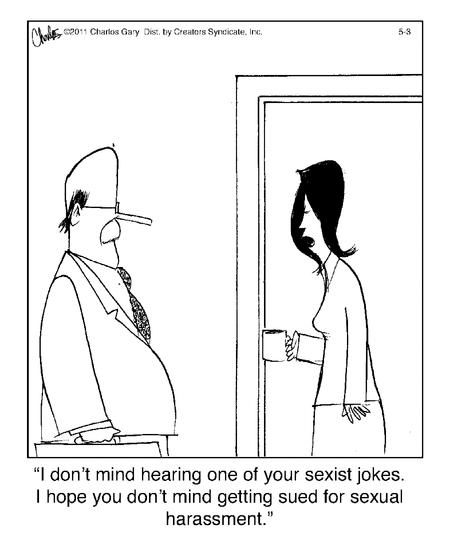 Charlos ©2011 Charlos Gary Dist. by Creators Syndicate, Inc. 5-3
“I don’t mind hearing one of your sexist jokes.
I hope you don’t mind getting sued for sexual
harassment.”